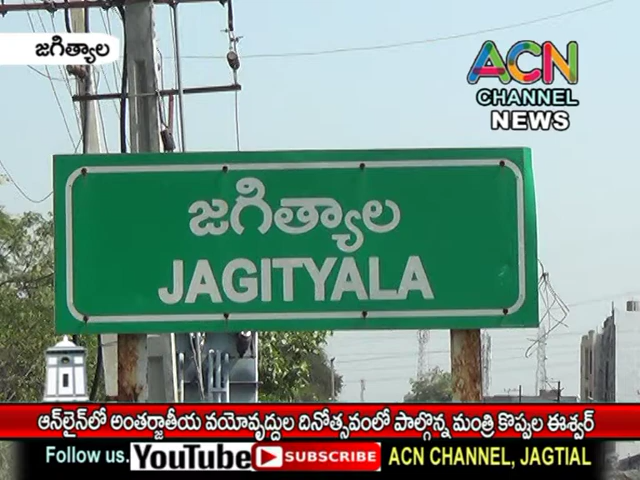 జగిత్యాల
ACN
CHANNEL
NEWS
జగిత్యాల
JAGITYALA
ఆన్‌లైన్‌లో అంతర్జాతీయ వయోవృద్దుల దినోత్సవంలో పాల్గొన్న మంత్రి కొప్పుల ఈశ్వర్
Follow us. YouTube SUBSCRIBE ACN CHANNEL, JAGTIAL